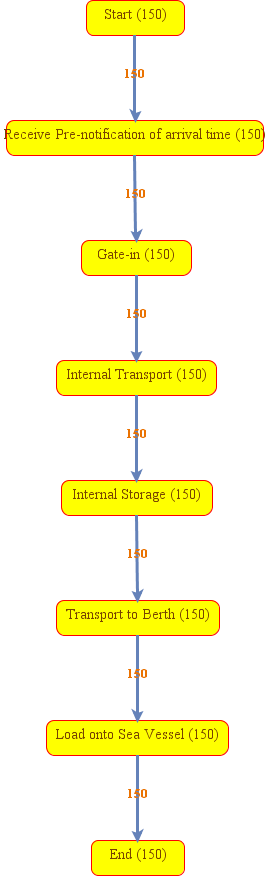 Start (150)
150
Receive Pre-notification of arrival time (150)
150
Gate-in (150)
150
Internal Transport (150)
150
Internal Storage (150)
150
Transport to Berth (150)
150
Load onto Sea Vessel (150)
150
End (150)